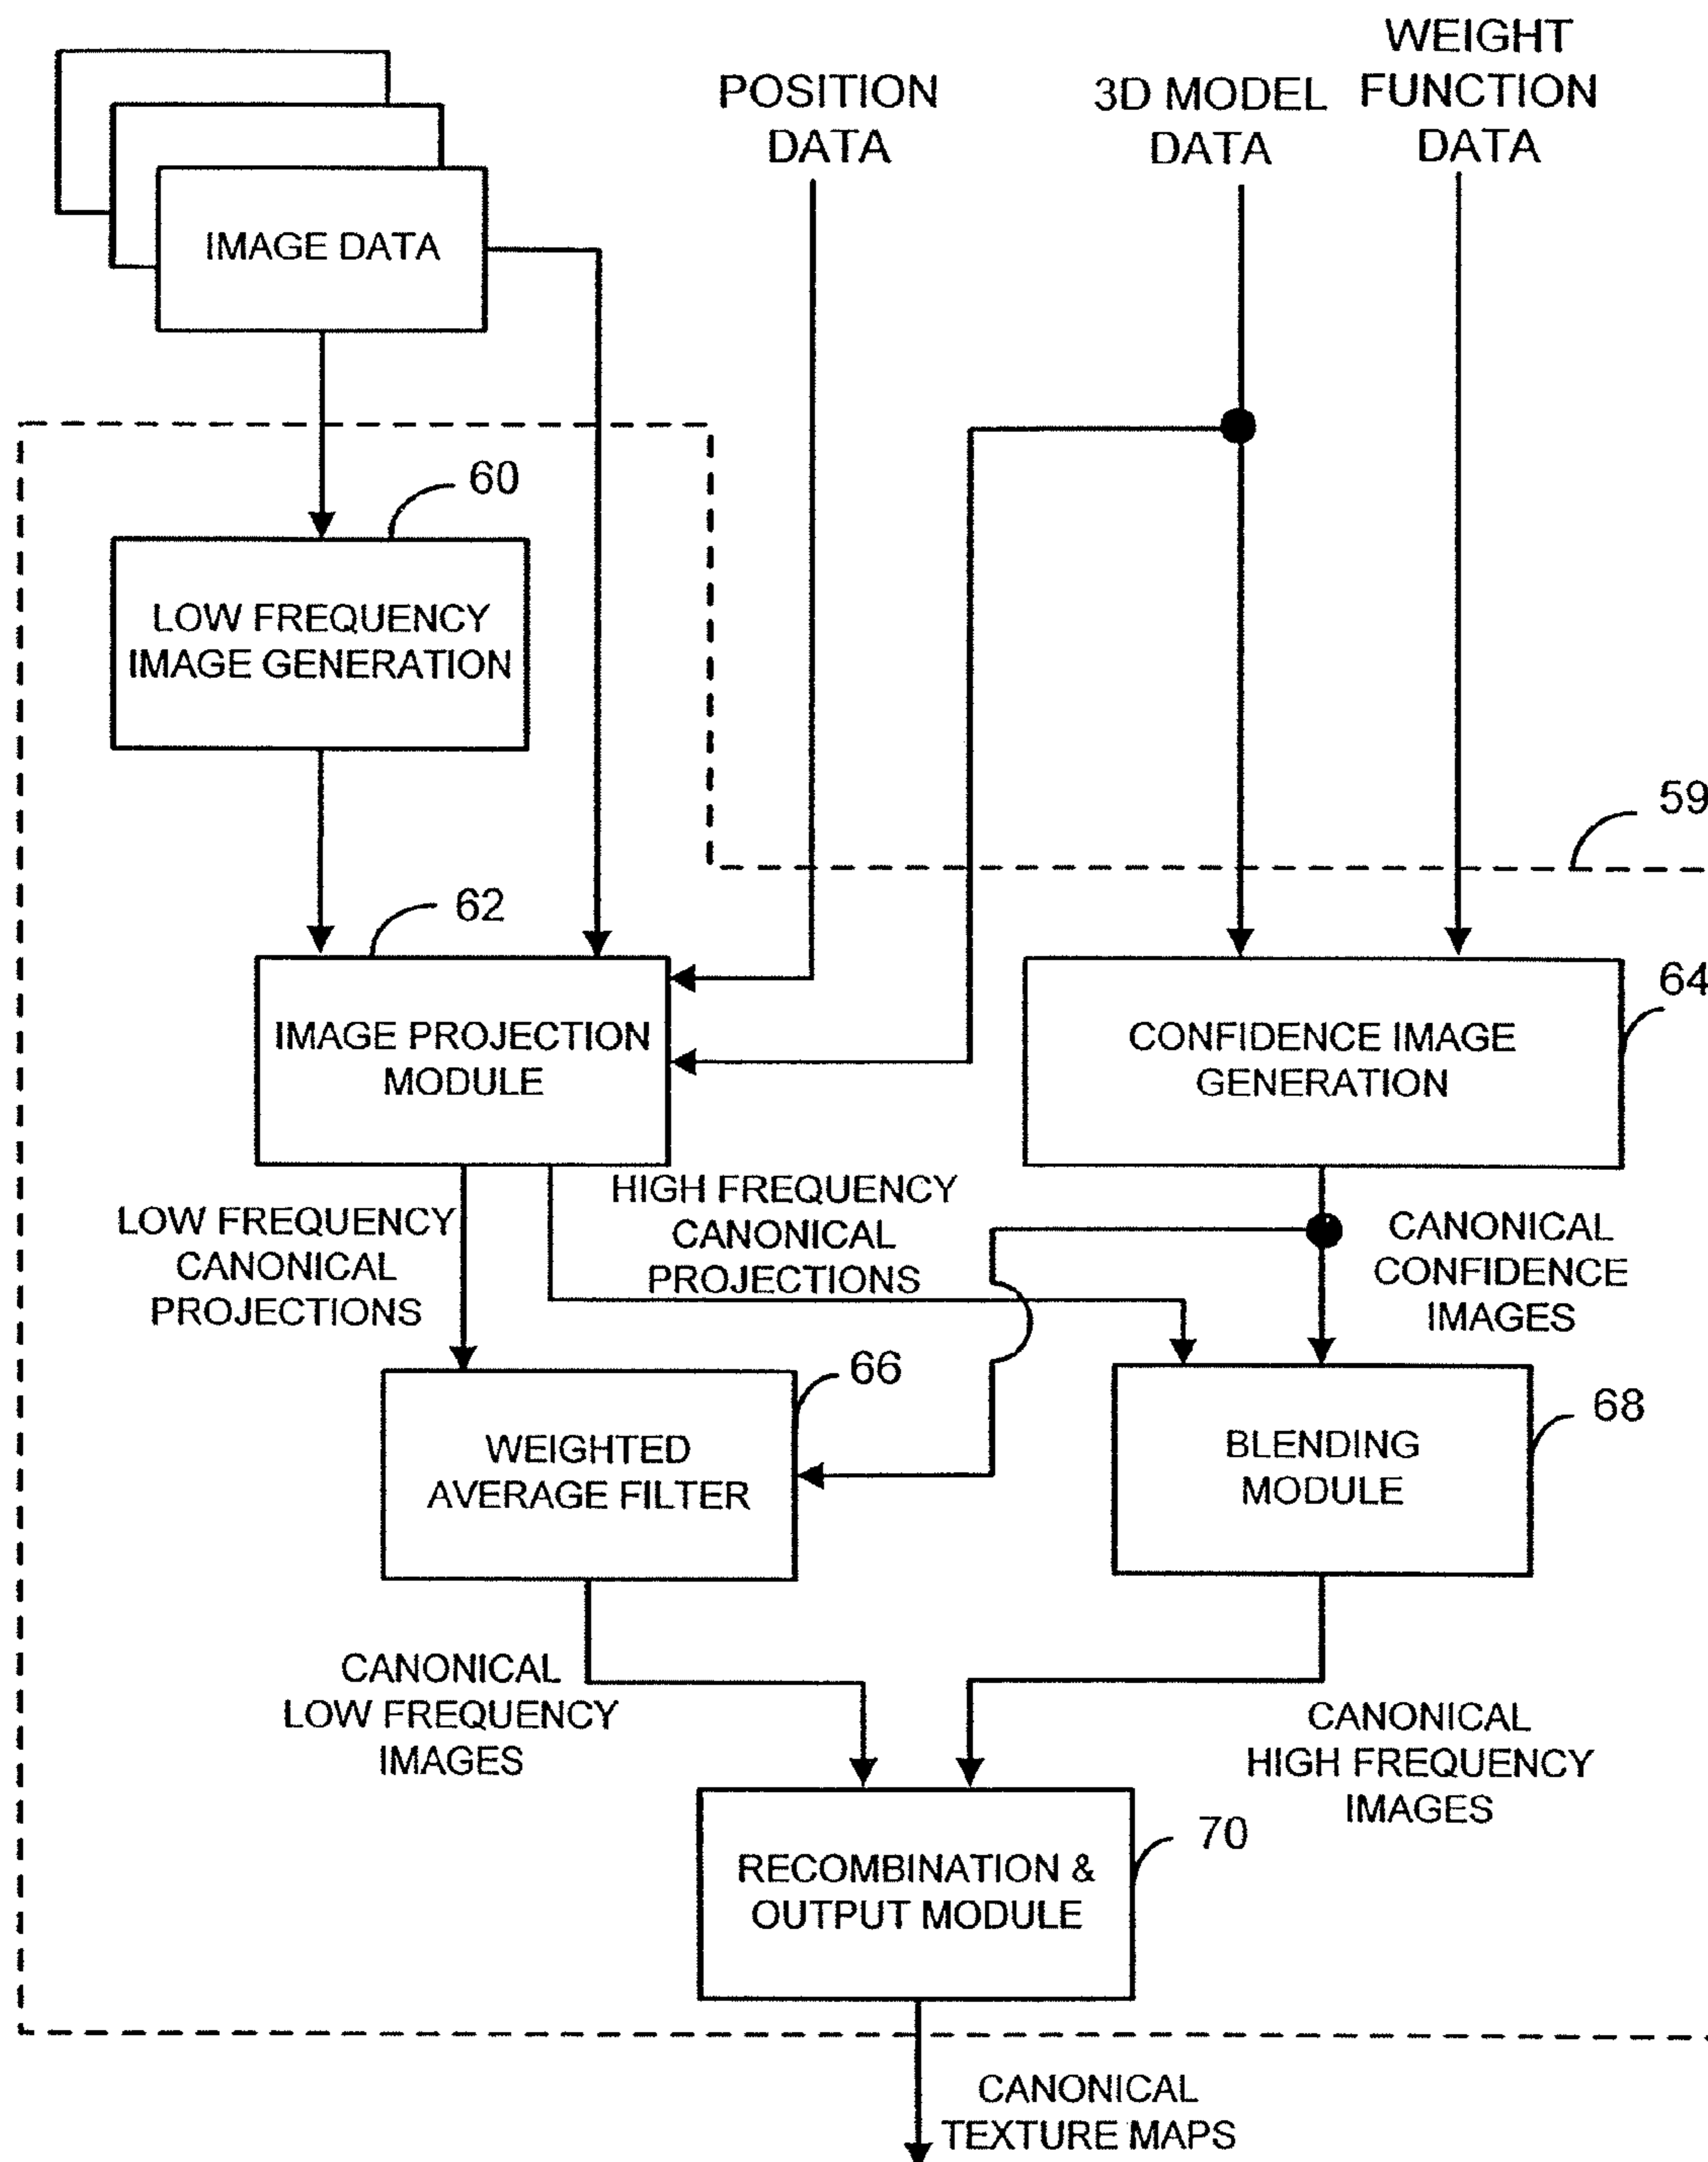 WEIGHT
FUNCTION
DATA
POSITION
DATA
3D MODEL
DATA
IMAGE DATA
60
LOW FREQUENCY
IMAGE GENERATION
59
62
IMAGE PROJECTION
MODULE
64
CONFIDENCE IMAGE
GENERATION
LOW FREQUENCY
CANONICAL
PROJECTIONS
HIGH FREQUENCY
CANONICAL
PROJECTIONS
CANONICAL
CONFIDENCE
IMAGES
66
WEIGHTED
AVERAGE FILTER
68
BLENDING
MODULE
CANONICAL
LOW FREQUENCY
IMAGES
CANONICAL
HIGH FREQUENCY
IMAGES
70
RECOMBINATION &
OUTPUT MODULE
CANONICAL
TEXTURE MAPS